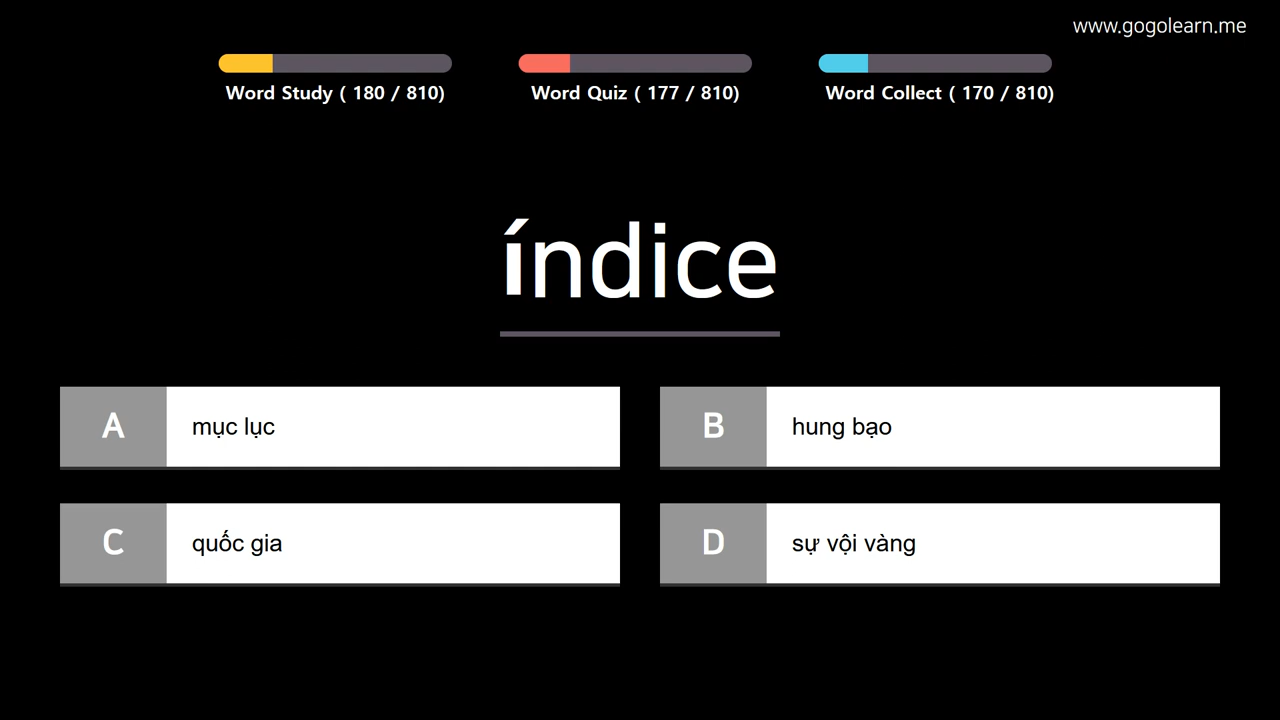 www.gogolearn.me
Word Study ( 180 / 810)
Word Quiz ( 177 / 810)
Word Collect ( 170 / 810)
índice
A mục lục
B hung bạo
C quốc gia
D sự vội vàng